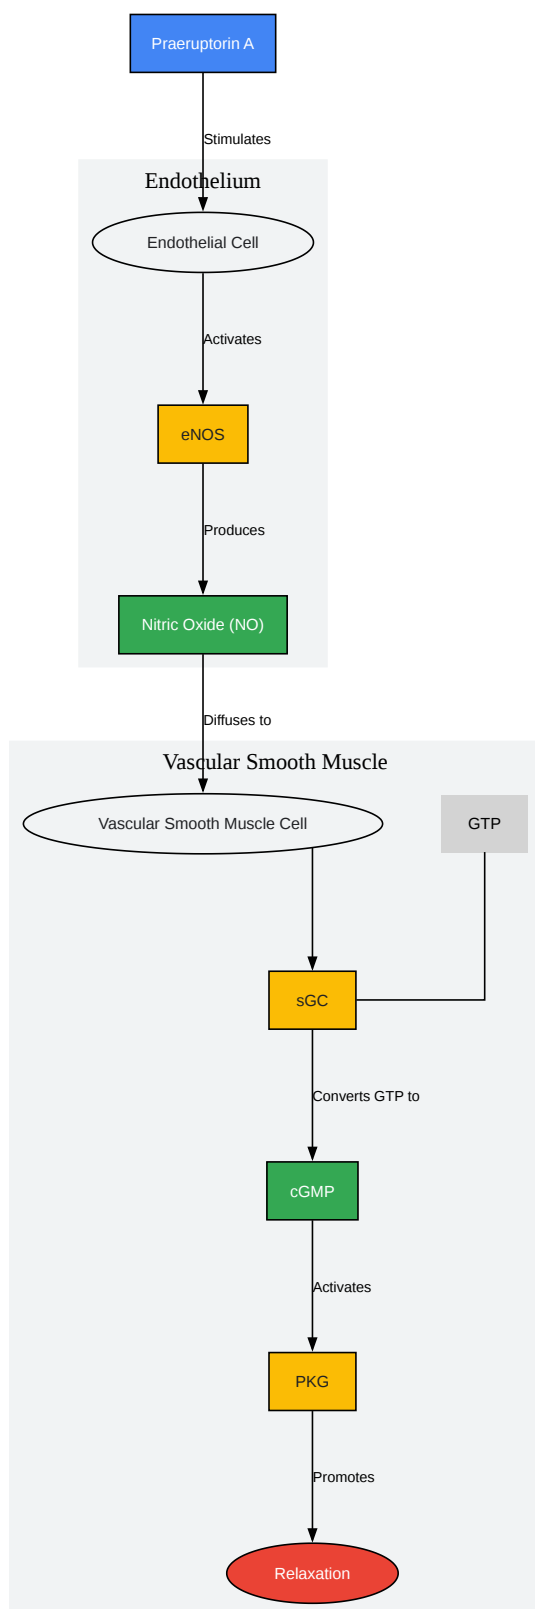 Praeruptorin A
Stimulates
Endothelium
Endothelial Cell
Activates
eNOS
Produces
Nitric Oxide (NO)
Diffuses to
Vascular Smooth Muscle
Vascular Smooth Muscle Cell
GTP
sGC
Converts GTP to
cGMP
Activates
PKG
Promotes
Relaxation